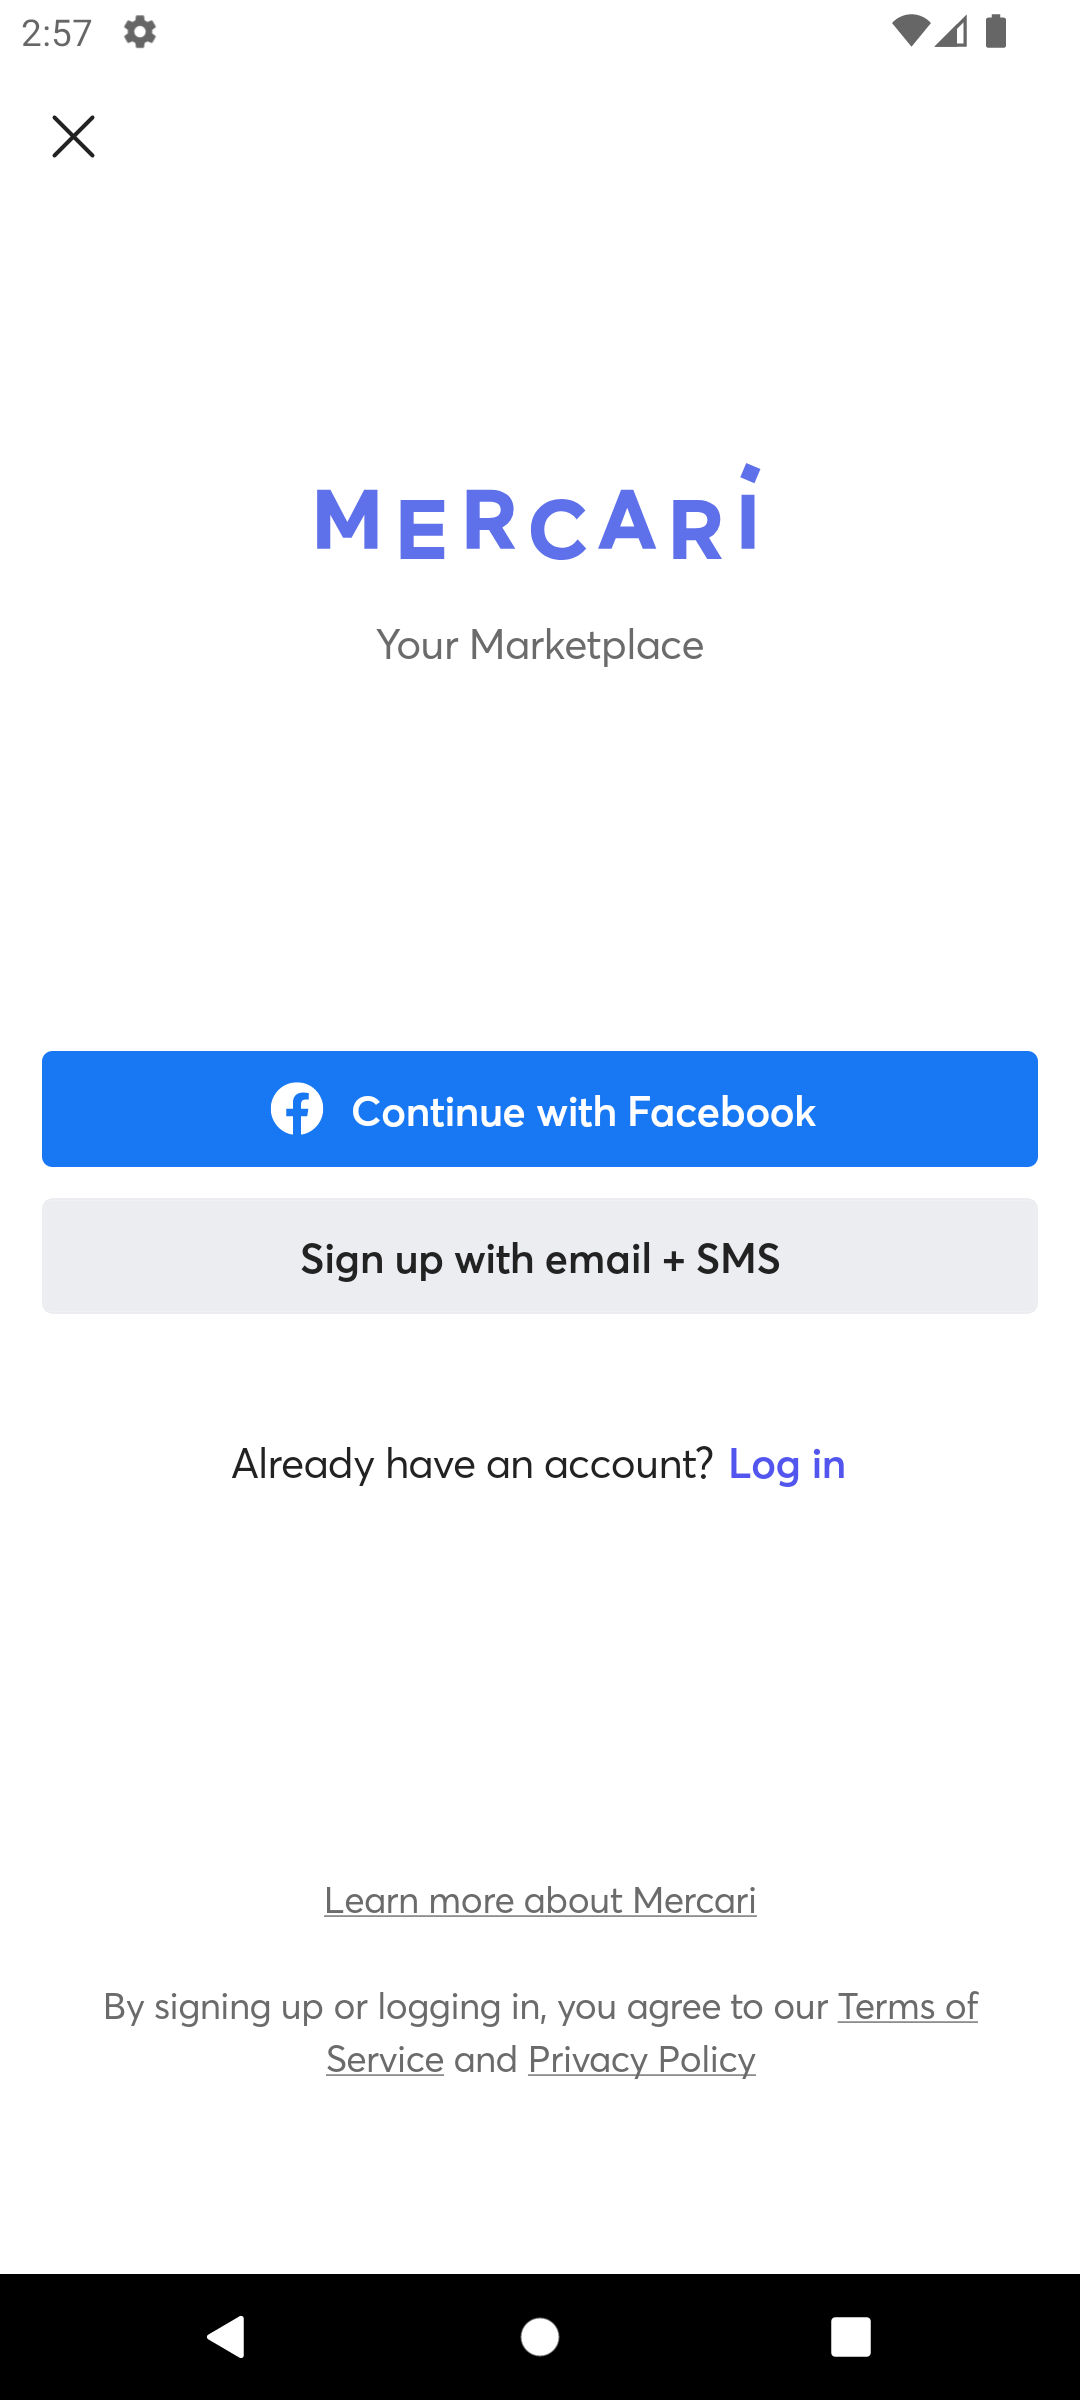 2:57
MERCARI
Your Marketplace
Continue with Facebook
Sign up with email + SMS
Already have an account? Log in
Learn more about Mercari
By signing up or logging in, you agree to our Terms of
Service and Privacy Policy